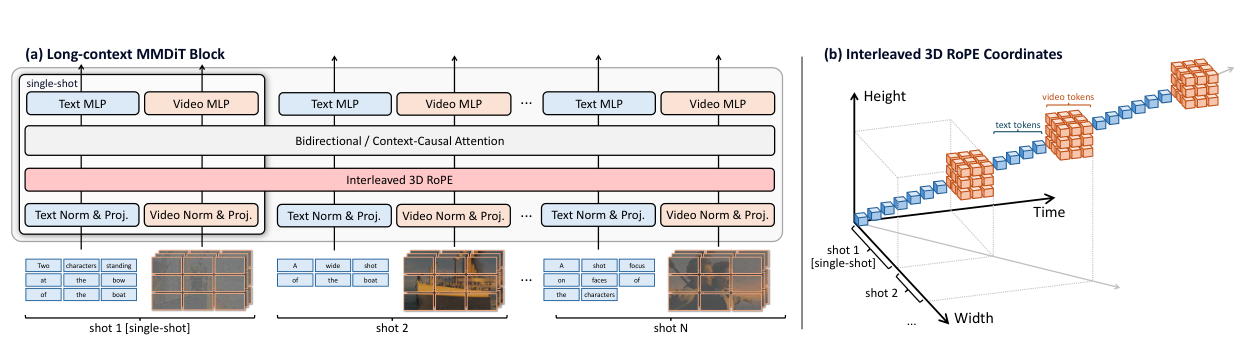 (a) Long-context MMDiT Block
single-shot
Text MLP
Video MLP
Text MLP
Video MLP
...
Text MLP
Video MLP
Bidirectional / Context-Causal Attention
Interleaved 3D RoPE
Text Norm & Proj.
Video Norm & Proj.
Text Norm & Proj.
Video Norm & Proj.
...
Text Norm & Proj.
Video Norm & Proj.
Two characters standing
at the bow
of the boat
A wide shot
of the boat
...
A shot focus
on faces of
the characters
shot 1 [single-shot]
shot 2
shot N
(b) Interleaved 3D RoPE Coordinates
Height
video tokens
text tokens
Time
shot 1
[single-shot]
shot 2
...
Width